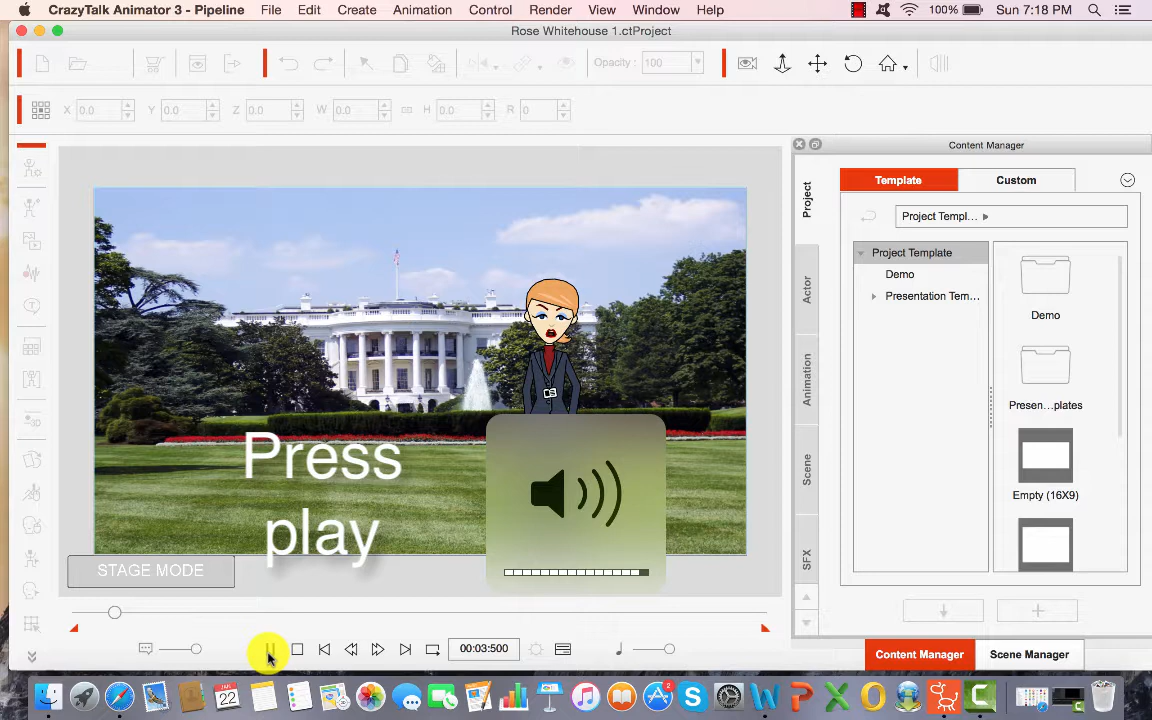 CrazyTalk Animator 3 - Pipeline File Edit Create Animation Control Render View Window Help 100% Sun 7:18 PM
Rose Whitehouse 1.ctProject
Opacity : 100
X 0.0 Y 0.0 Z 0.0 W 0.0 H 0.0 R 0
Content Manager
Template Custom
Project
Project Templ...
Project Template
Demo
Presentation Tem...
Demo
Actor
Presen...plates
Animation
Empty (16X9)
Scene
SFX
Press
play
STAGE MODE
00:03:500
Content Manager Scene Manager
JAN
22
2